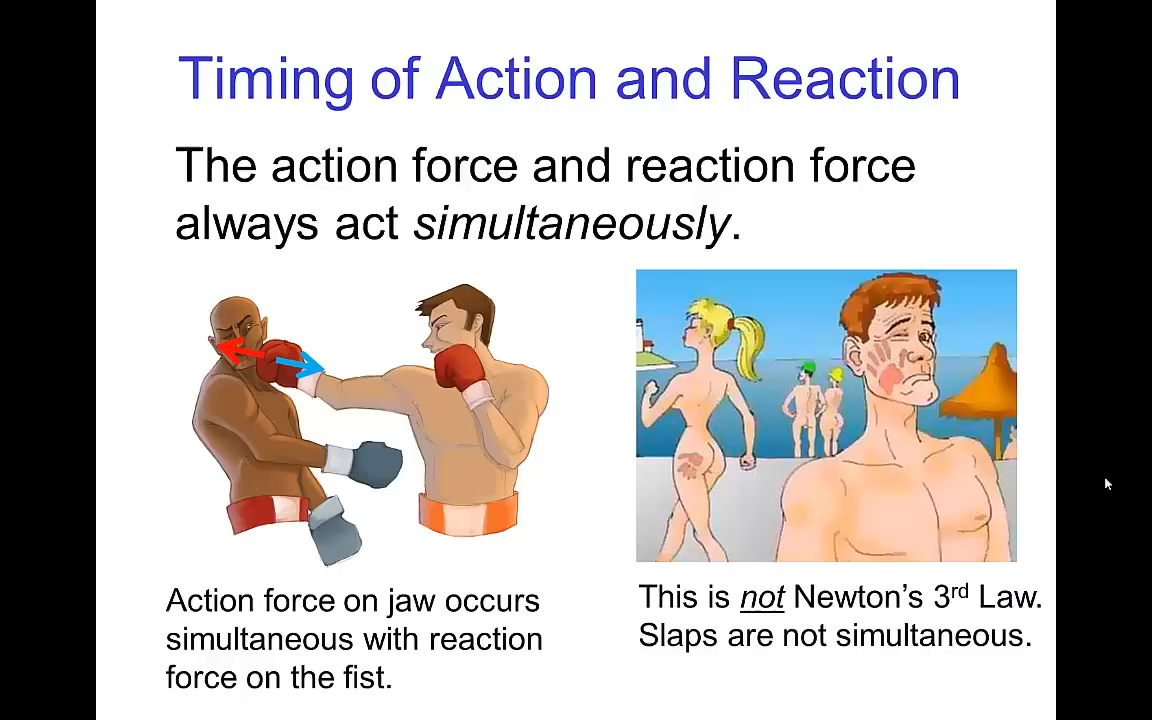 Timing of Action and Reaction
The action force and reaction force
always act simultaneously.
Action force on jaw occurs
simultaneous with reaction
force on the fist.
This is not Newton's 3rd Law.
Slaps are not simultaneous.